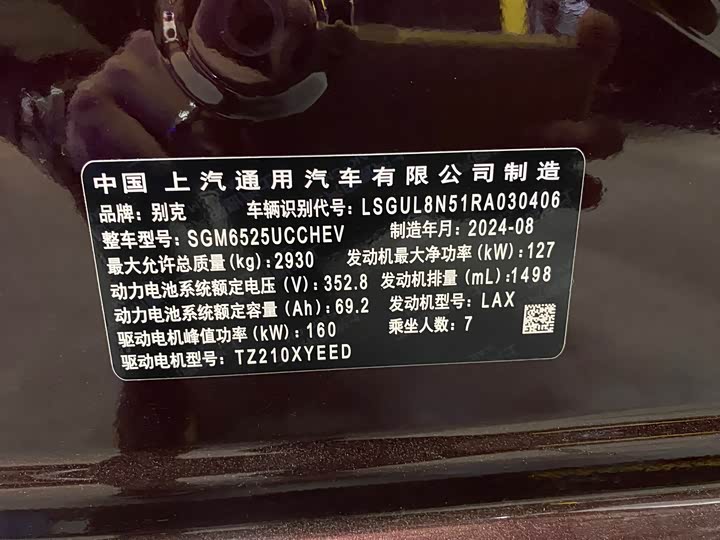 中国 上汽通用汽车有限公司制造
品牌: 别克 车辆识别代号: LSGUL8N51RA030406
整车型号: SGM6525UCCHEV 制造年月: 2024-08
最大允许总质量(kg):2930 发动机最大净功率(kW):127
动力电池系统额定电压(V):352.8 发动机排量(mL):1498
动力电池系统额定容量(Ah):69.2 发动机型号: LAX
驱动电机峰值功率(kW):160 乘坐人数: 7
驱动电机型号: TZ210XYEED